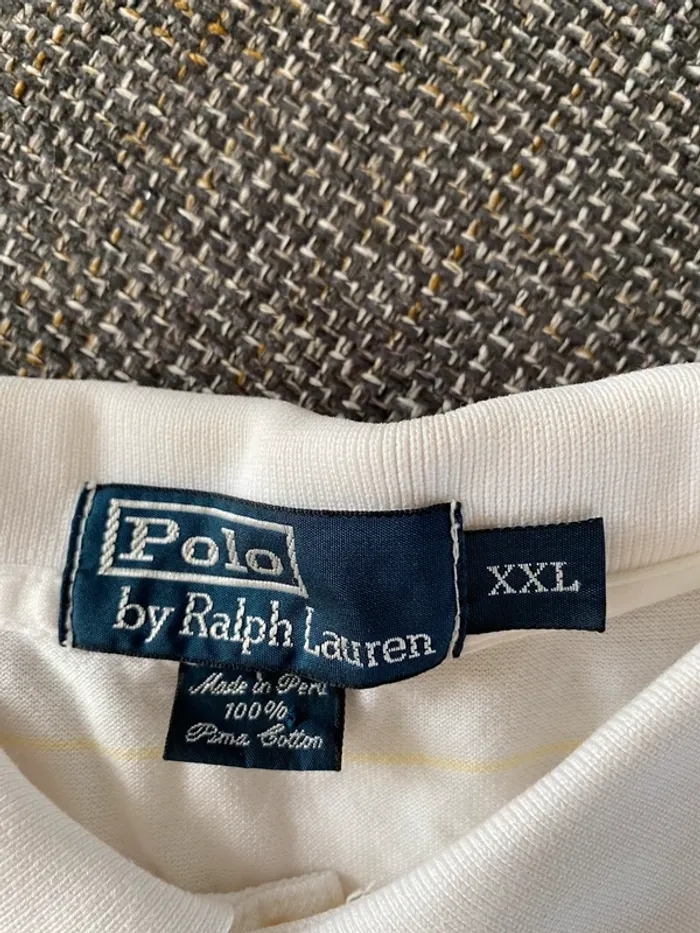 Polo
by Ralph Lauren
XXL
Made in Peru
100%
Pima Cotton